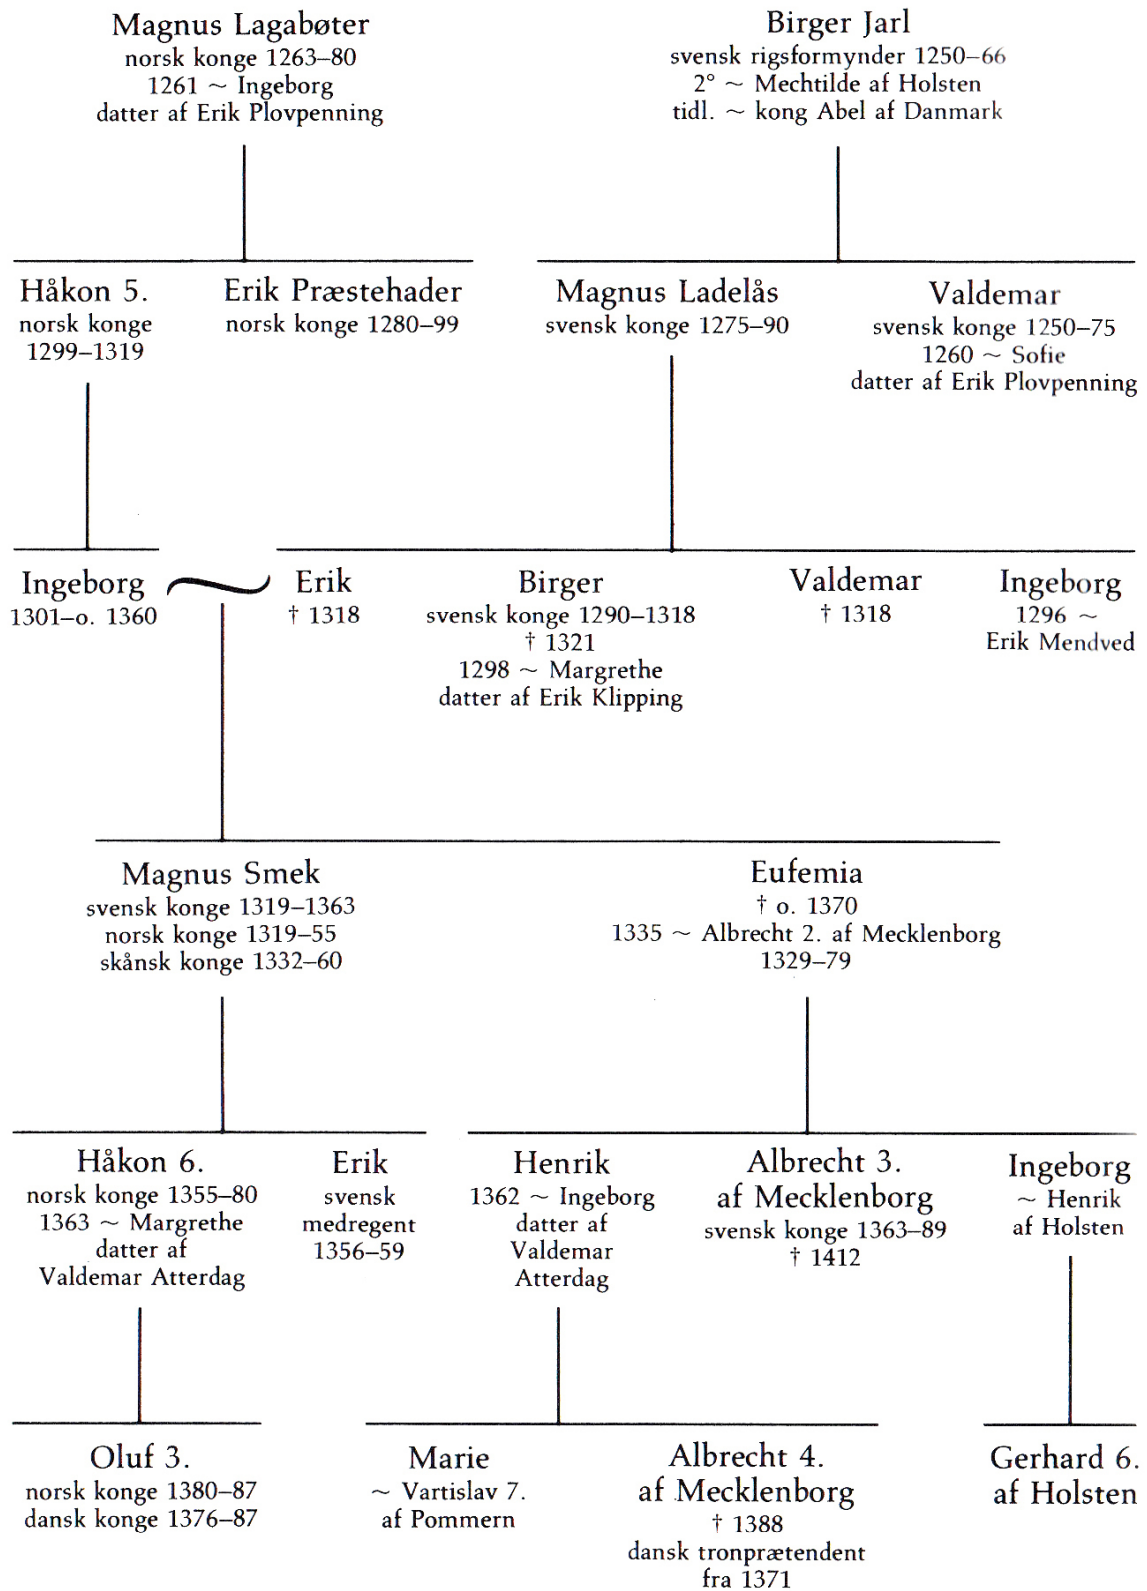 Magnus Lagabøter
norsk konge 1263–80
1261 ~ Ingeborg
datter af Erik Plovpenning
Birger Jarl
svensk rigsformynder 1250–66
2° ~ Mechtilde af Holsten
tidl. ~ kong Abel af Danmark
Håkon 5.
norsk konge
1299–1319
Erik Præstehader
norsk konge 1280–99
Magnus Ladelås
svensk konge 1275–90
Valdemar
svensk konge 1250–75
1260 ~ Sofie
datter af Erik Plovpenning
Ingeborg
1301–o. 1360
~
Erik
† 1318
Birger
svensk konge 1290–1318
† 1321
1298 ~ Margrethe
datter af Erik Klipping
Valdemar
† 1318
Ingeborg
1296 ~
Erik Mendved
Magnus Smek
svensk konge 1319–1363
norsk konge 1319–55
skånsk konge 1332–60
Eufemia
† o. 1370
1335 ~ Albrecht 2. af Mecklenborg
1329–79
Håkon 6.
norsk konge 1355–80
1363 ~ Margrethe
datter af
Valdemar Atterdag
Erik
svensk
medregent
1356–59
Henrik
1362 ~ Ingeborg
datter af
Valdemar
Atterdag
Albrecht 3.
af Mecklenborg
svensk konge 1363–89
† 1412
Ingeborg
~ Henrik
af Holsten
Oluf 3.
norsk konge 1380–87
dansk konge 1376–87
Marie
~ Vartislav 7.
af Pommern
Albrecht 4.
af Mecklenborg
† 1388
dansk tronprætendent
fra 1371
Gerhard 6.
af Holsten